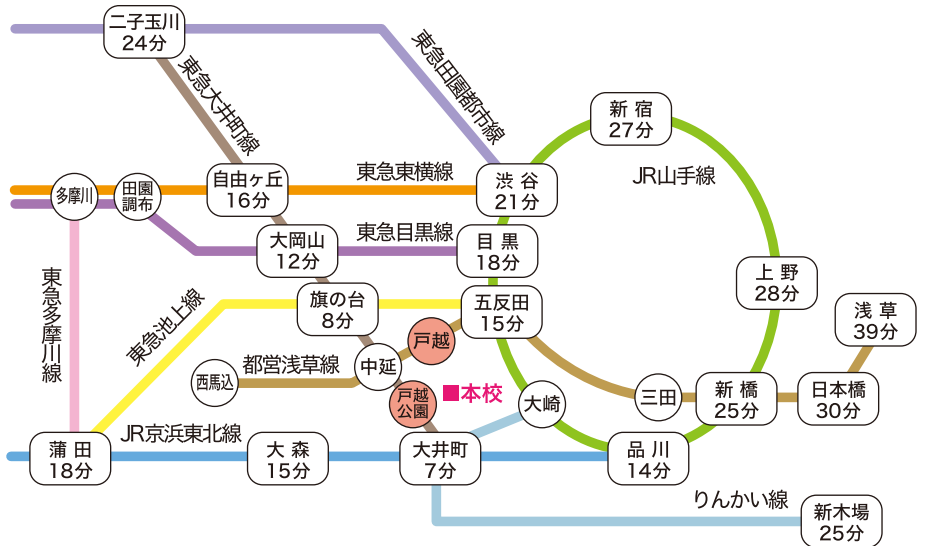 二子玉川
24分
東急大井町線
東急田園都市線
新宿
27分
JR山手線
多摩川
田園
調布
自由ヶ丘
16分
東急東横線
渋谷
21分
大岡山
12分
東急目黒線
目黒
18分
上野
28分
浅草
39分
東急多摩川線
東急池上線
旗の台
8分
五反田
15分
戸越
西馬込
都営浅草線
中延
戸越
公園
■本校
大崎
三田
新橋
25分
日本橋
30分
蒲田
18分
JR京浜東北線
大森
15分
大井町
7分
品川
14分
りんかい線
新木場
25分